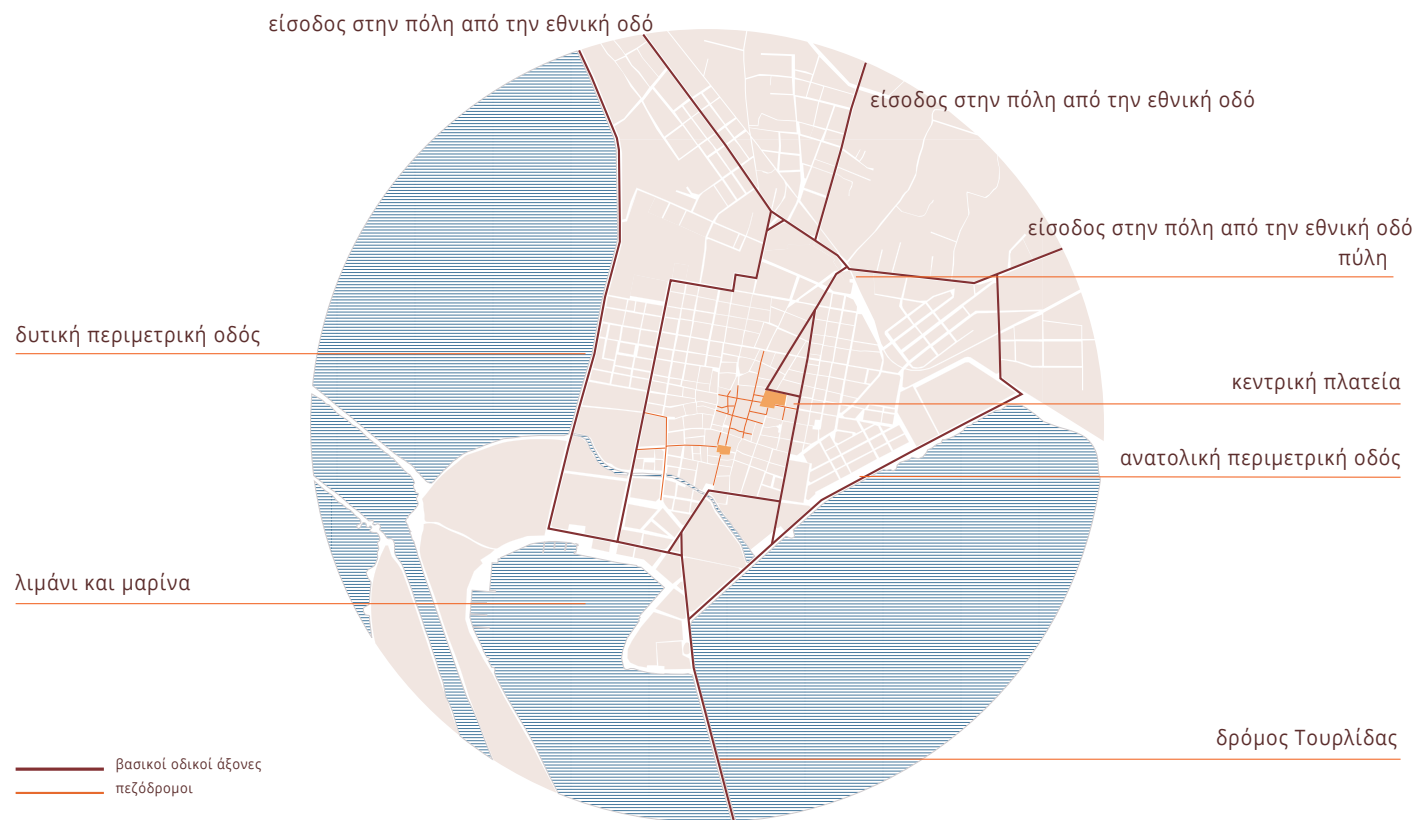 είσοδος στην πόλη από την εθνική οδό
είσοδος στην πόλη από την εθνική οδό
είσοδος στην πόλη από την εθνική οδό
πύλη
δυτική περιμετρική οδός
κεντρική πλατεία
ανατολική περιμετρική οδός
λιμάνι και μαρίνα
δρόμος Τουρλίδας
βασικοί οδικοί άξονες
πεζόδρομοι